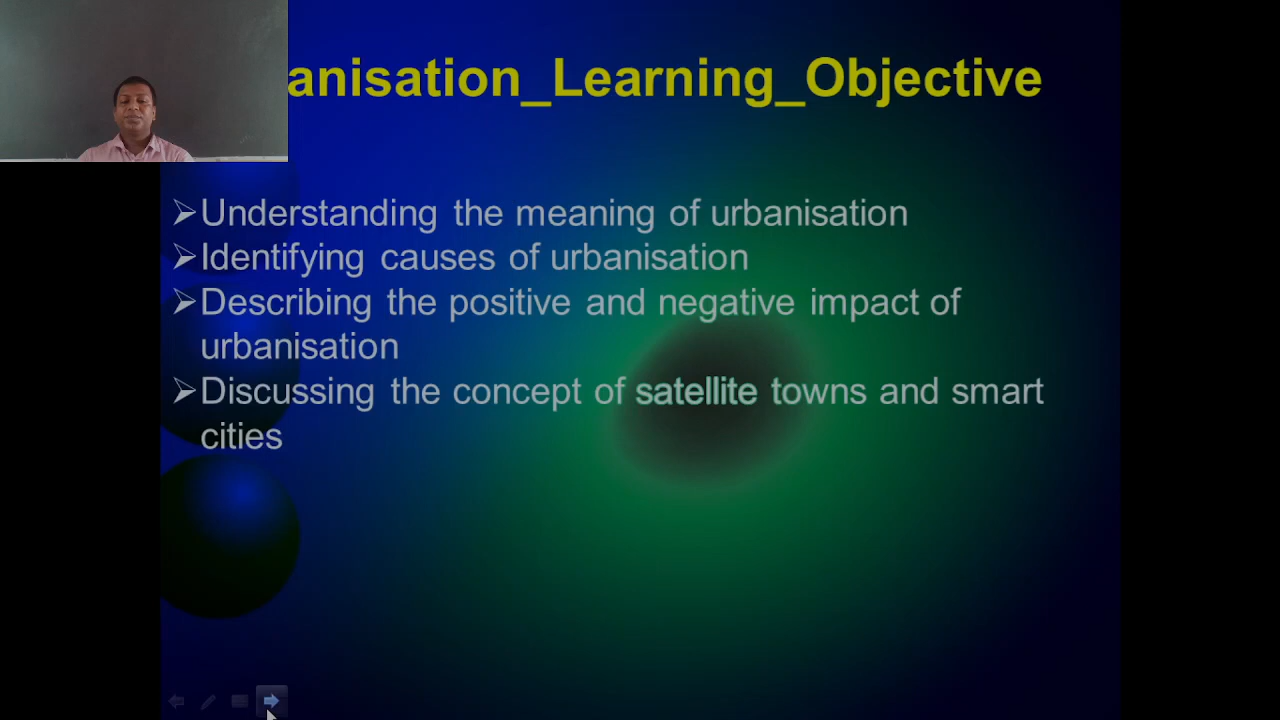 anisation_Learning_Objective
➢Understanding the meaning of urbanisation
➢Identifying causes of urbanisation
➢Describing the positive and negative impact of
urbanisation
➢Discussing the concept of satellite towns and smart
cities